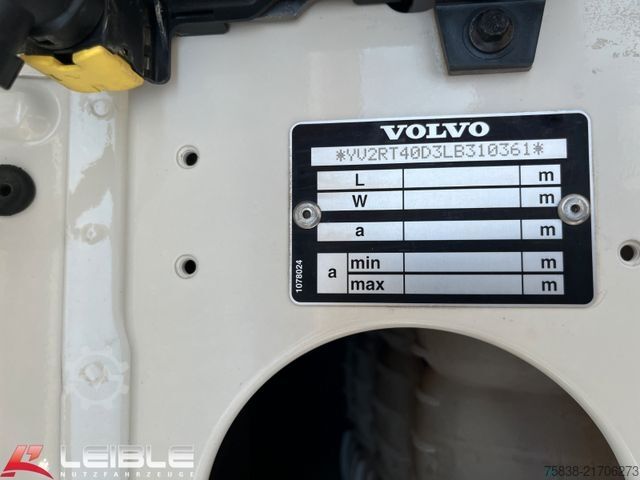 VOLVO
*YV2RT40D3LB310361*
L m
W m
a m
a min m
max m
1078024
LEIBLE
NUTZFAHRZEUGE
75838-21706273